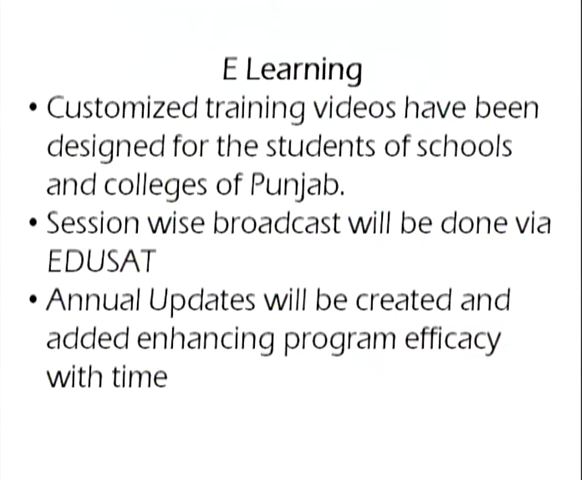 E Learning
• Customized training videos have been
designed for the students of schools
and colleges of Punjab.
• Session wise broadcast will be done via
EDUSAT
• Annual Updates will be created and
added enhancing program efficacy
with time